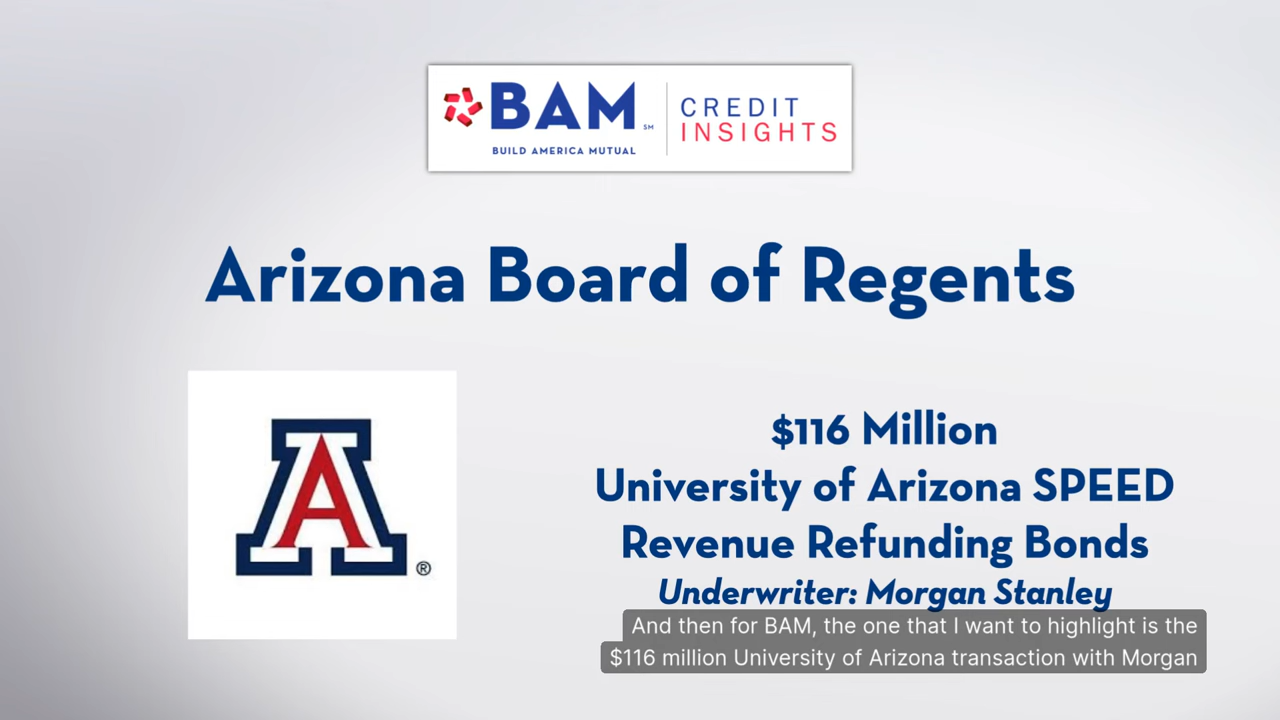 BAM SM
BUILD AMERICA MUTUAL
CREDIT
INSIGHTS
Arizona Board of Regents
A ®
$116 Million
University of Arizona SPEED
Revenue Refunding Bonds
Underwriter: Morgan Stanley
And then for BAM, the one that I want to highlight is the
$116 million University of Arizona transaction with Morgan